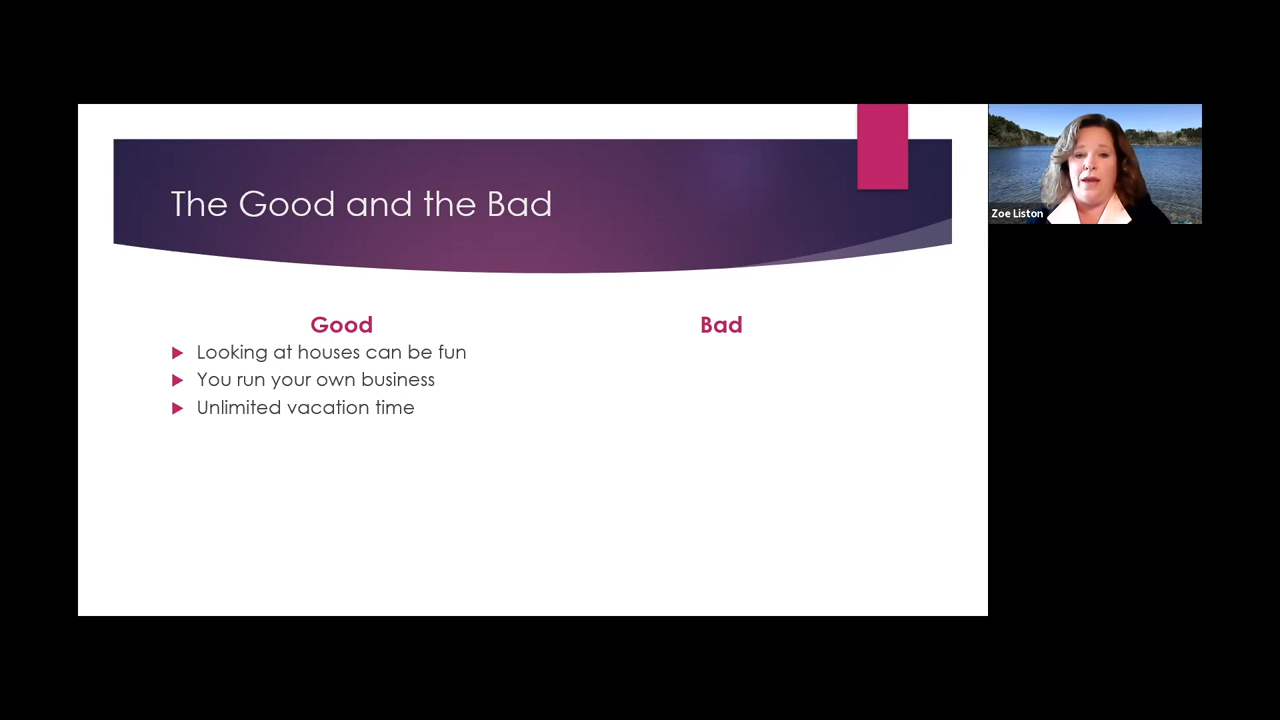 The Good and the Bad
Good
Looking at houses can be fun
You run your own business
Unlimited vacation time
Bad
Zoe Liston